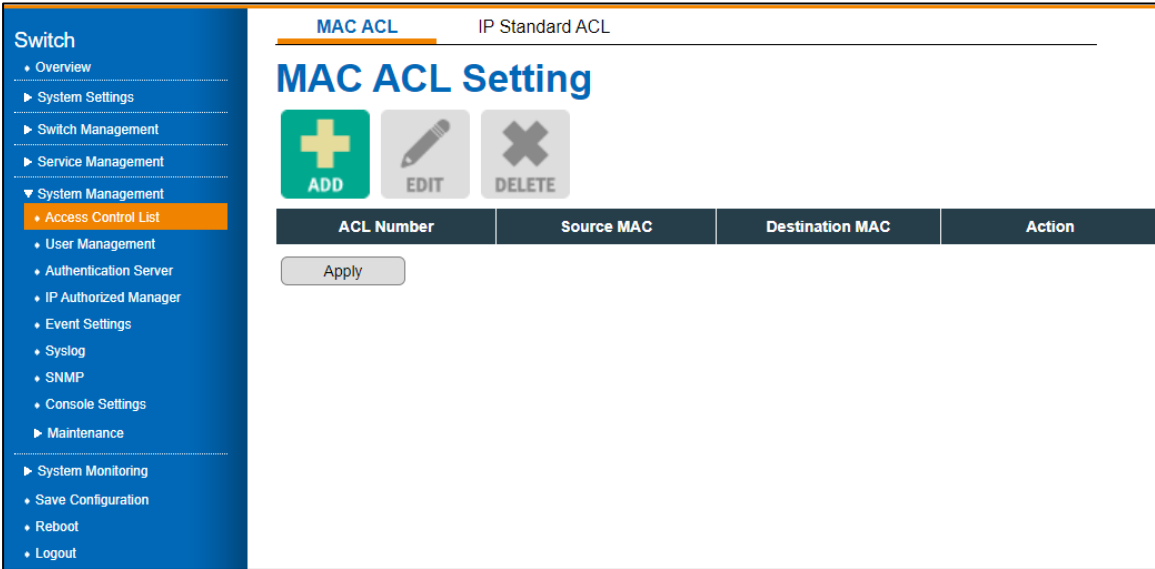 Switch
Overview
System Settings
Switch Management
Service Management
System Management
Access Control List
User Management
Authentication Server
IP Authorized Manager
Event Settings
Syslog
SNMP
Console Settings
Maintenance
System Monitoring
Save Configuration
Reboot
Logout
MAC ACL IP Standard ACL
MAC ACL Setting
ADD EDIT DELETE
ACL Number Source MAC Destination MAC Action
Apply